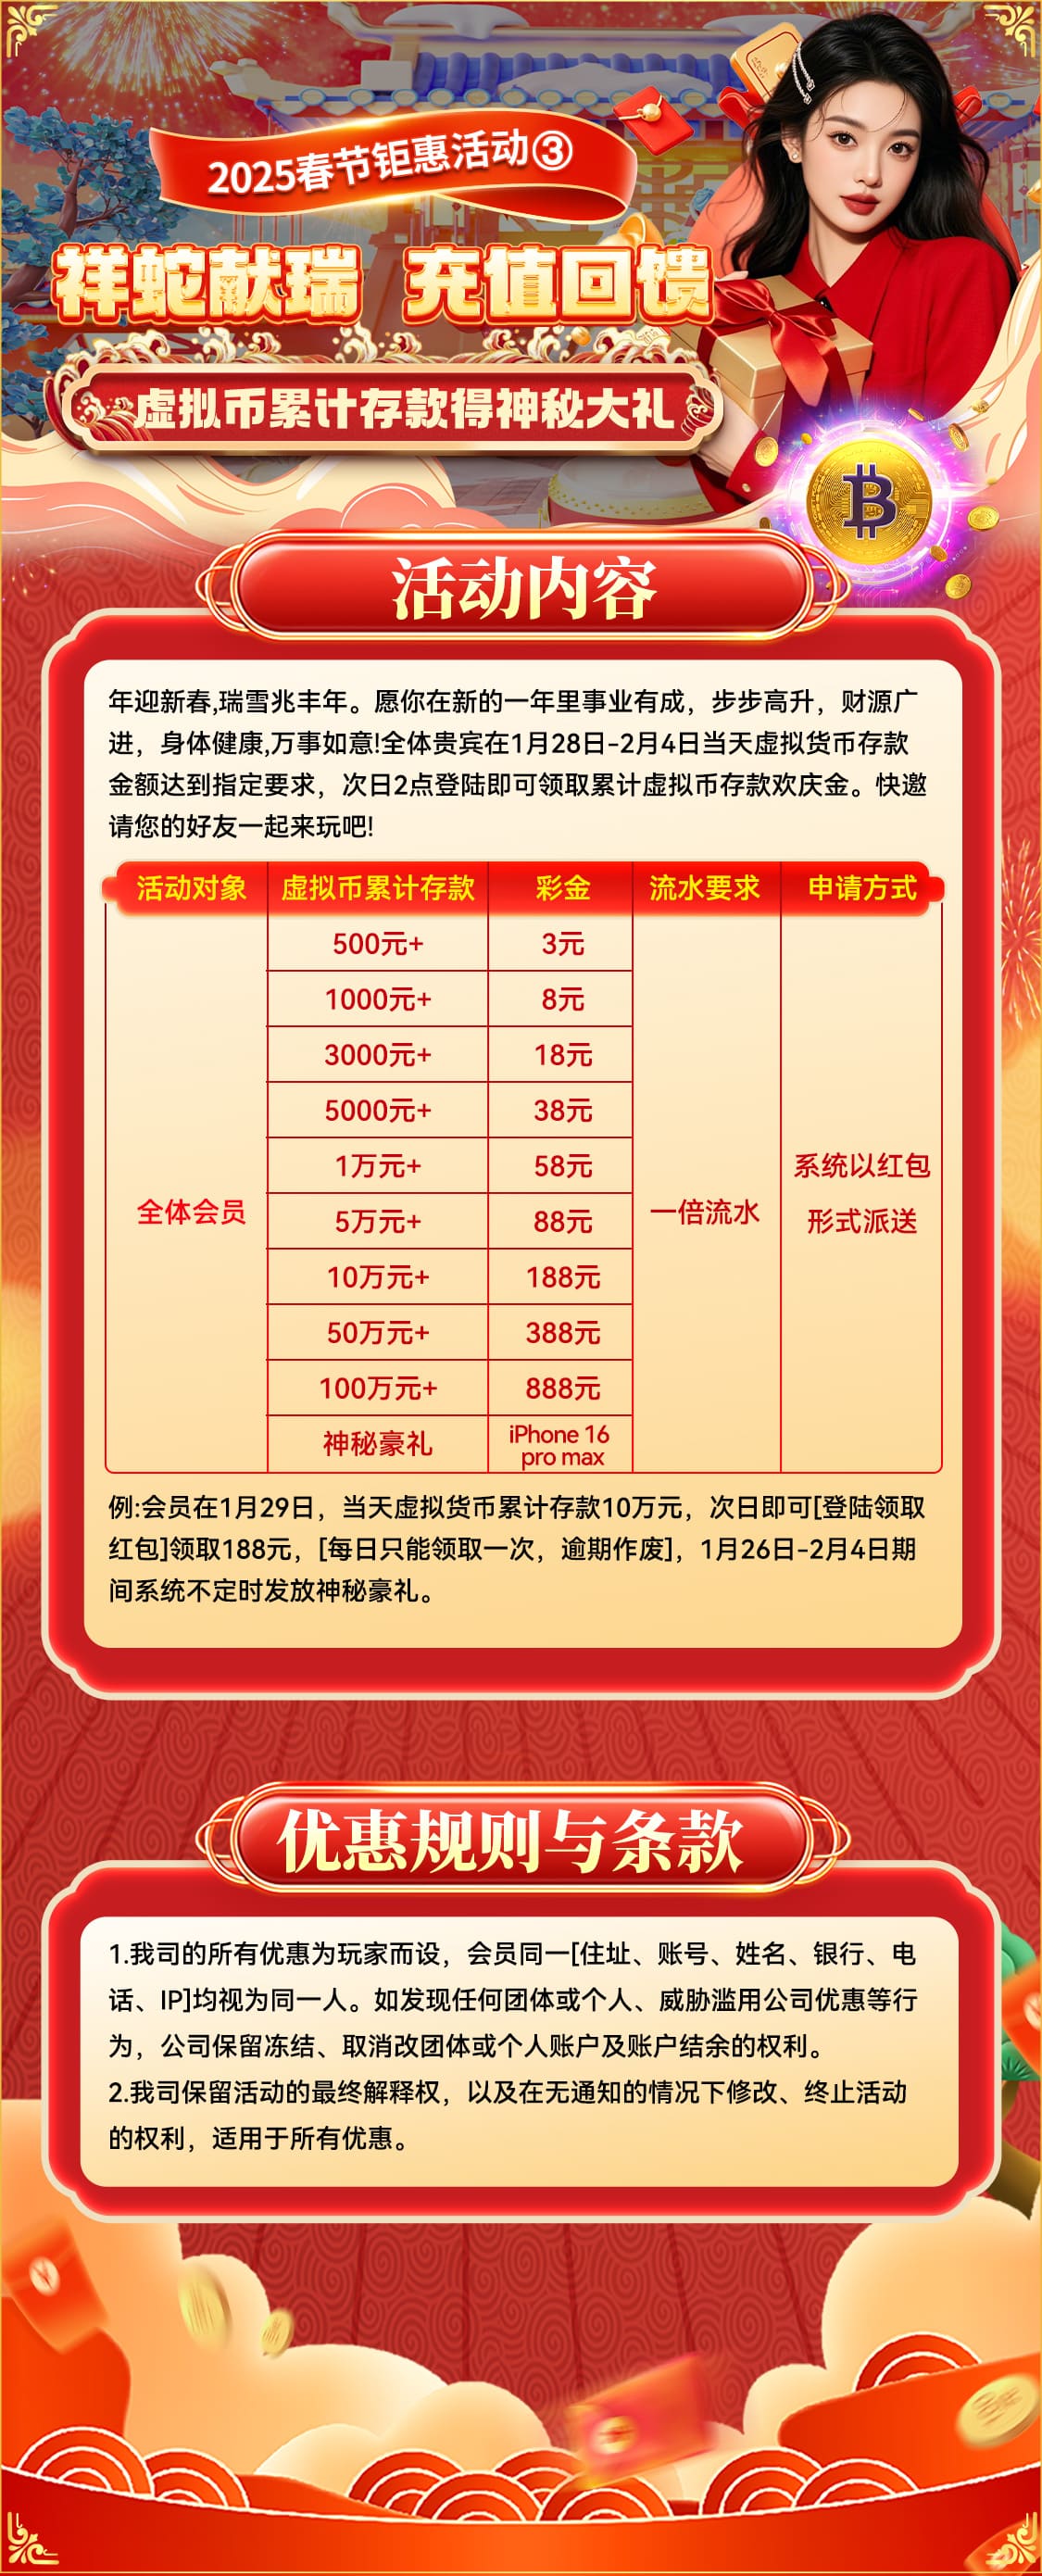 2025春节钜惠活动③
祥蛇献瑞 充值回馈
虚拟币累计存款得神秘大礼
活动内容
年迎新春,瑞雪兆丰年。愿你在新的一年里事业有成，步步高升，财源广
进，身体健康,万事如意!全体贵宾在1月28日-2月4日当天虚拟货币存款
金额达到指定要求，次日2点登陆即可领取累计虚拟币存款欢庆金。快邀
请您的好友一起来玩吧!
活动对象 虚拟币累计存款 彩金 流水要求 申请方式
500元+ 3元
1000元+ 8元
3000元+ 18元
5000元+ 38元
1万元+ 58元
系统以红包
全体会员
一倍流水
5万元+ 88元
形式派送
10万元+ 188元
50万元+ 388元
100万元+ 888元
神秘豪礼
iPhone 16
pro max
例:会员在1月29日，当天虚拟货币累计存款10万元，次日即可[登陆领取
红包]领取188元，[每日只能领取一次，逾期作废]，1月26日-2月4日期
间系统不定时发放神秘豪礼。
优惠规则与条款
1.我司的所有优惠为玩家而设，会员同一[住址、账号、姓名、银行、电
话、IP]均视为同一人。如发现任何团体或个人、威胁滥用公司优惠等行
为，公司保留冻结、取消改团体或个人账户及账户结余的权利。
2.我司保留活动的最终解释权，以及在无通知的情况下修改、终止活动
的权利，适用于所有优惠。